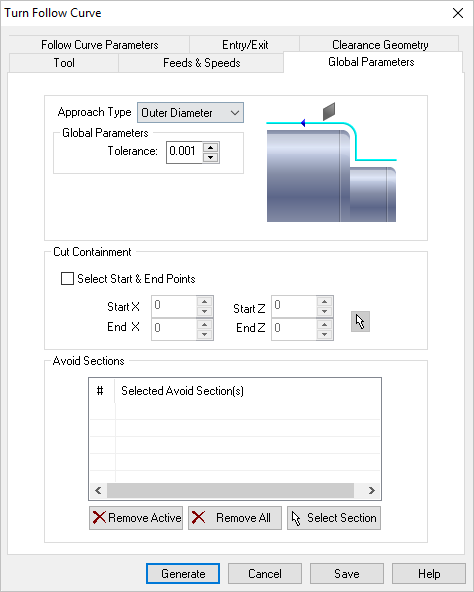 Turn Follow Curve
Follow Curve Parameters Entry/Exit Clearance Geometry
Tool Feeds & Speeds Global Parameters
Approach Type Outer Diameter
Global Parameters
Tolerance: 0.001
Cut Containment
Select Start & End Points
Start X 0 Start Z 0
End X 0 End Z 0
Avoid Sections
# Selected Avoid Section(s)
Remove Active Remove All Select Section
Generate Cancel Save Help